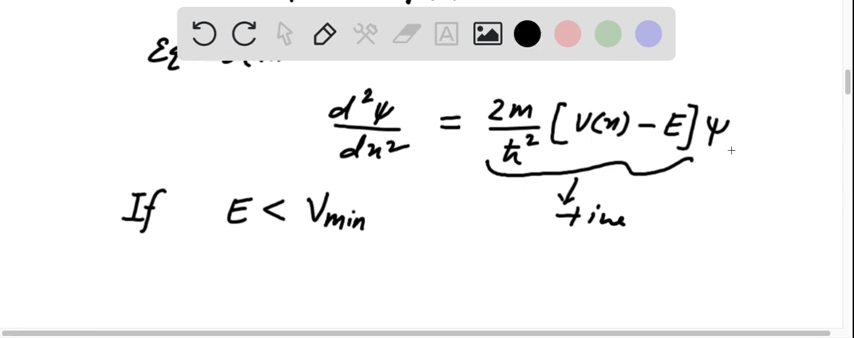 d²ψ/dx² = 2m/ħ² [V(x) − E] ψ
If E < Vmin
+ive